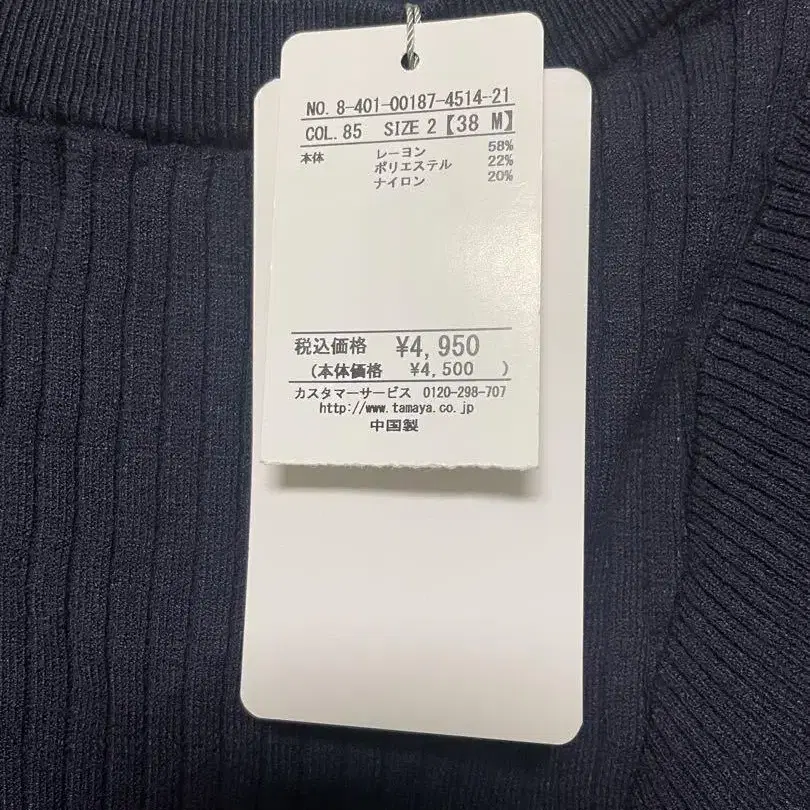 NO. 8-401-00187-4514-21
COL. 85 SIZE 2【38 M】
本体 レーヨン 58%
ポリエステル 22%
ナイロン 20%
税込価格 ¥4,950
(本体価格 ¥4,500 )
カスタマーサービス 0120-298-707
http://www.tamaya.co.jp
中国製